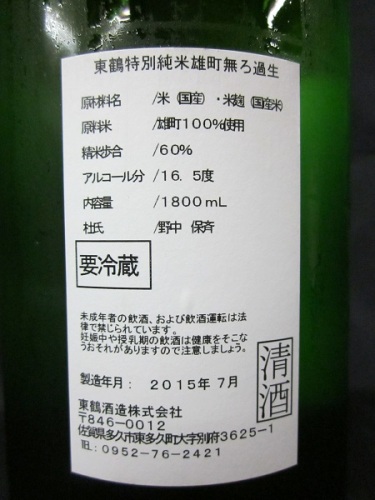 東鶴特別純米雄町無ろ過生
原材料名 /米（国産）・米麹（国産米）
原料米 /雄町100%使用
精米歩合 /60%
アルコール分 /16．5度
内容量 /1800mL
杜氏 /野中 保斉
要冷蔵
未成年者の飲酒、および飲酒運転は法
律で禁じられています。
妊娠中や授乳期の飲酒は健康をそこな
うおそれがありますので注意しましょう。
清酒
製造年月： 2015年 7月
東鶴酒造株式会社
〒846-0012
佐賀県多久市東多久町大字別府3625-1
TEL：0952-76-2421